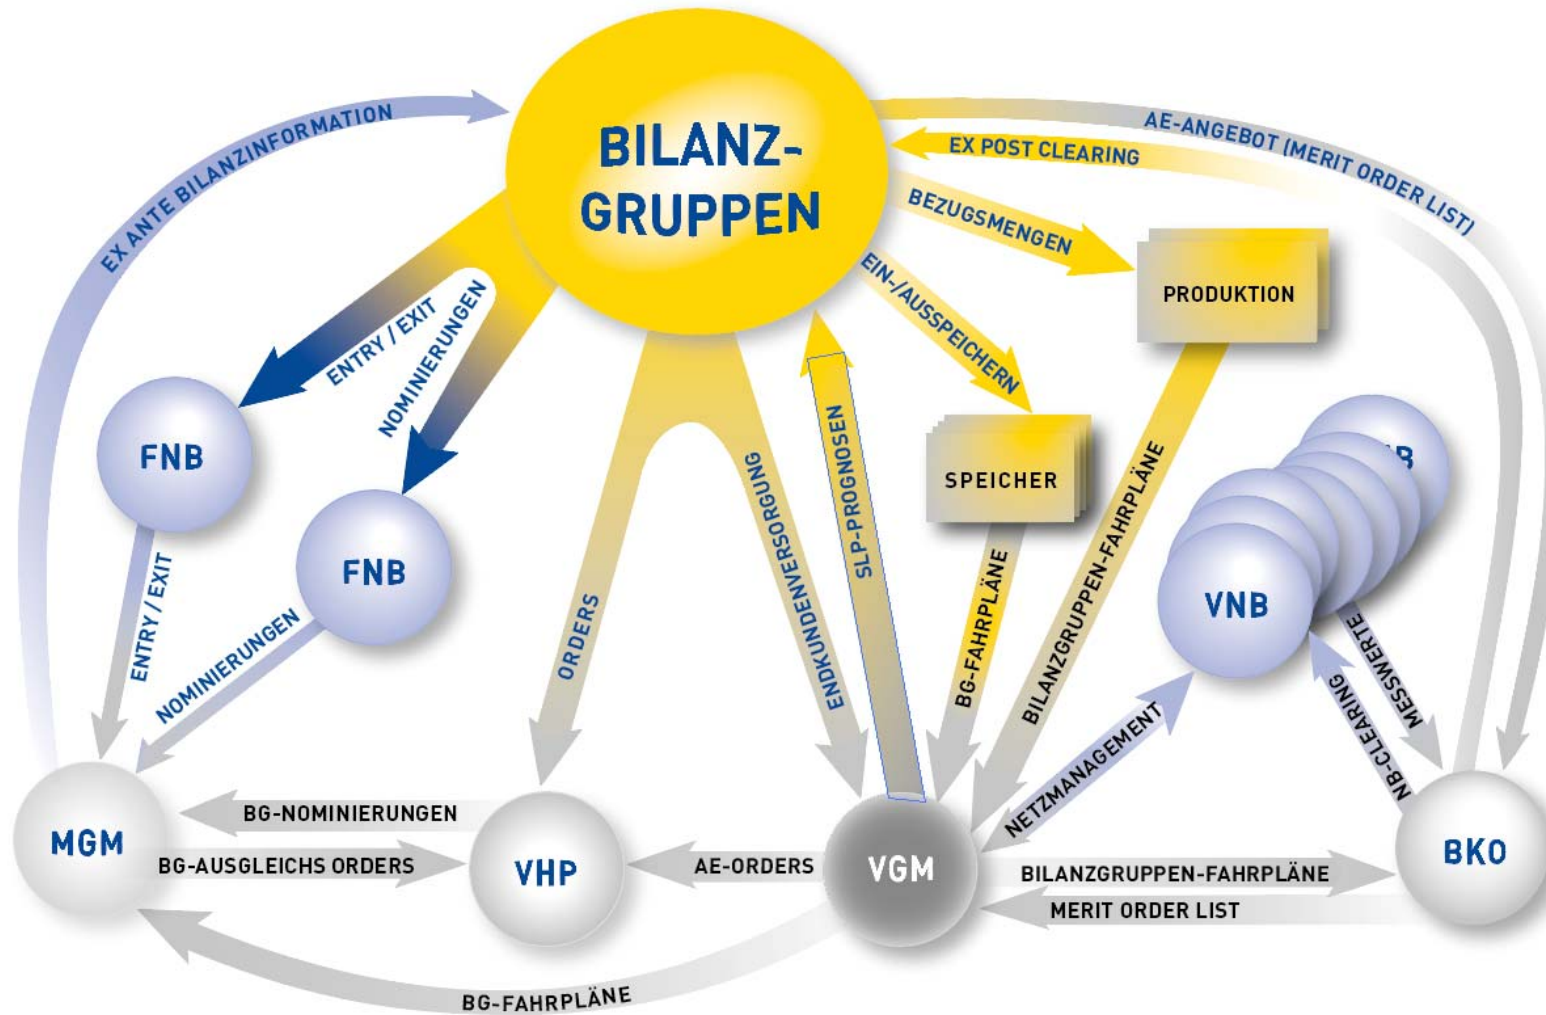 BILANZ-
GRUPPEN
EX ANTE BILANZINFORMATION
AE-ANGEBOT (MERIT ORDER LIST)
EX POST CLEARING
BEZUGSMENGEN
EIN-/AUSSPEICHERN
PRODUKTION
ENTRY / EXIT
NOMINIERUNGEN
FNB
FNB
ENTRY / EXIT
NOMINIERUNGEN
ORDERS
ENDKUNDENVERSORGUNG
SLP-PROGNOSEN
SPEICHER
BG-FAHRPLÄNE
BILANZGRUPPEN-FAHRPLÄNE
VNB
MESSWERTE
NB-CLEARING
NETZMANAGEMENT
MGM
BG-NOMINIERUNGEN
BG-AUSGLEICHS ORDERS
VHP
AE-ORDERS
VGM
BILANZGRUPPEN-FAHRPLÄNE
MERIT ORDER LIST
BKO
BG-FAHRPLÄNE